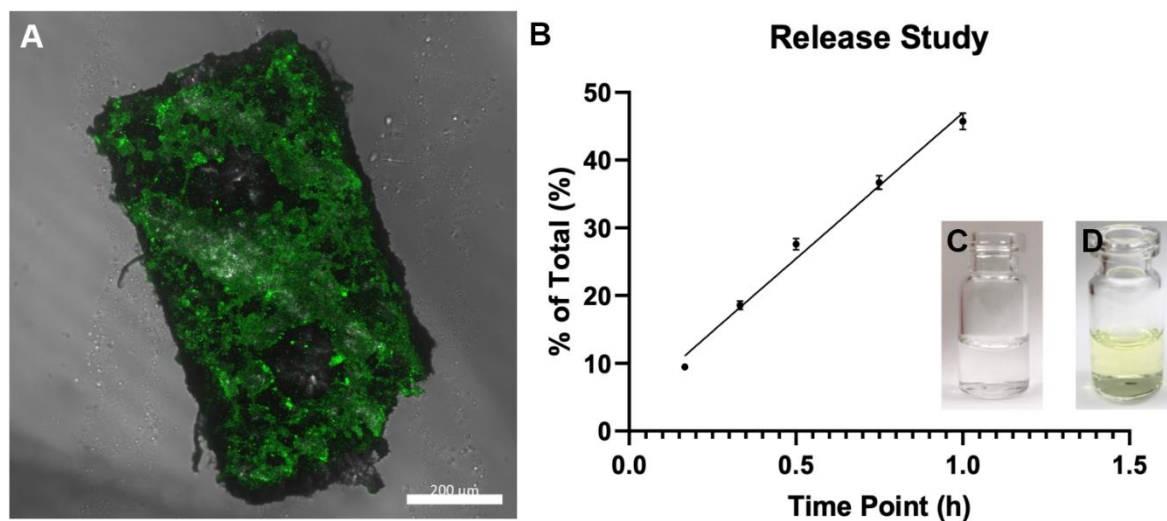 A
200 μm
B
Release Study
% of Total (%)
50
40
30
20
10
0
0.0
0.5
1.0
1.5
Time Point (h)
C
D